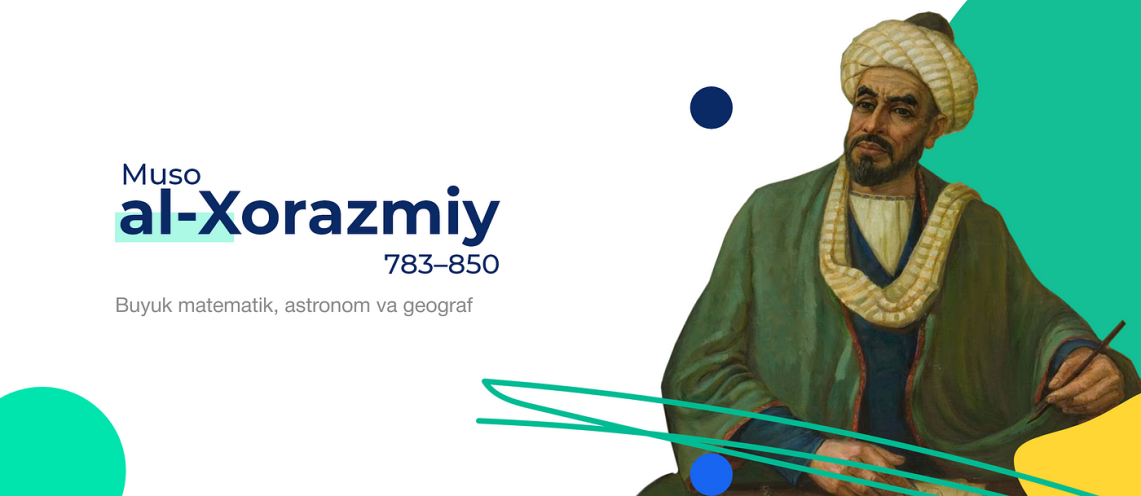 Muso
al-Xorazmiy
783–850
Buyuk matematik, astronom va geograf